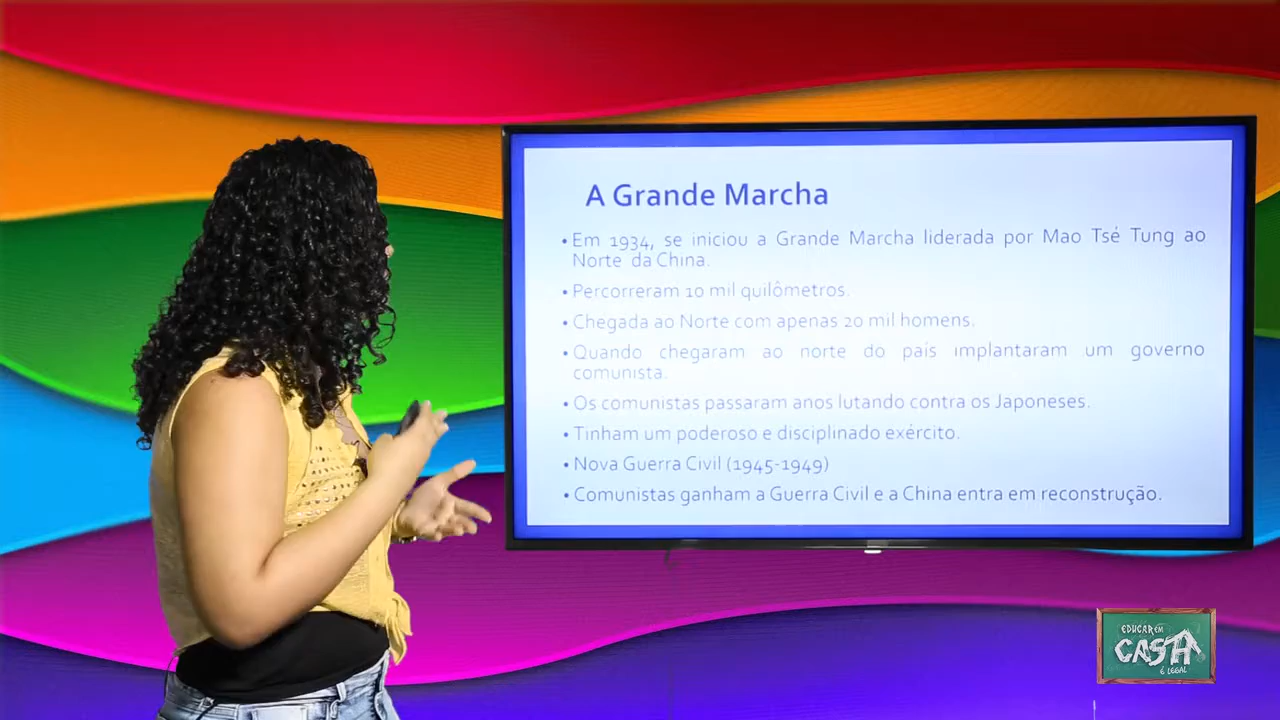 A Grande Marcha
• Em 1934, se iniciou a Grande Marcha liderada por Mao Tsé Tung ao
Norte da China.
• Percorreram 10 mil quilômetros.
• Chegada ao Norte com apenas 20 mil homens.
• Quando chegaram ao norte do país implantaram um governo
comunista.
• Os comunistas passaram anos lutando contra os Japoneses.
• Tinham um poderoso e disciplinado exército.
• Nova Guerra Civil (1945-1949)
• Comunistas ganham a Guerra Civil e a China entra em reconstrução.
EDUCAR EM
CASA
É LEGAL